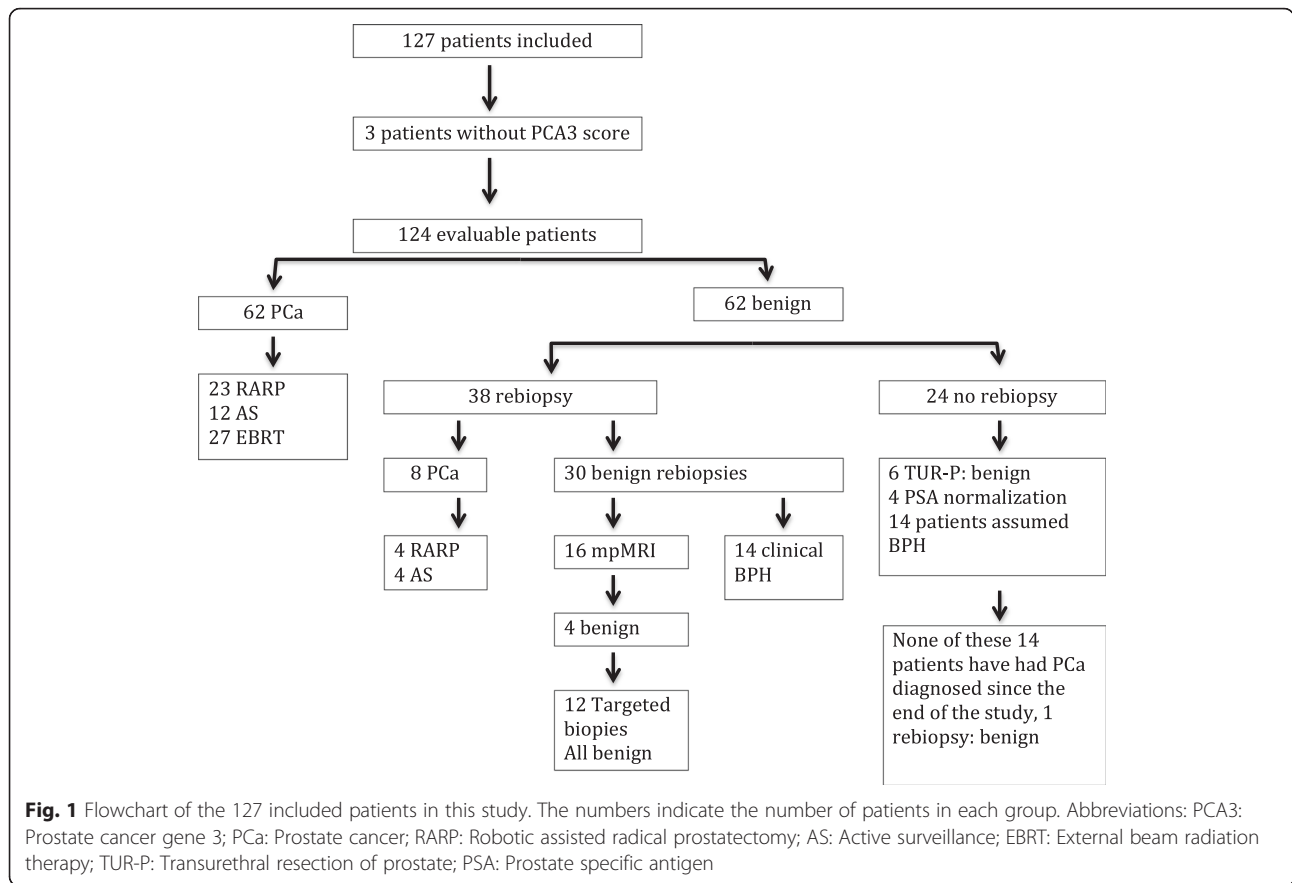 127 patients included
3 patients without PCA3 score
124 evaluable patients
62 PCa
62 benign
23 RARP
12 AS
27 EBRT
38 rebiopsy
24 no rebiopsy
8 PCa
30 benign rebiopsies
6 TUR-P: benign
4 PSA normalization
14 patients assumed
BPH
4 RARP
4 AS
16 mpMRI
14 clinical
BPH
4 benign
None of these 14
patients have had PCa
diagnosed since the
end of the study, 1
rebiopsy: benign
12 Targeted
biopies
All benign
Fig. 1 Flowchart of the 127 included patients in this study. The numbers indicate the number of patients in each group. Abbreviations: PCA3:
Prostate cancer gene 3; PCa: Prostate cancer; RARP: Robotic assisted radical prostatectomy; AS: Active surveillance; EBRT: External beam radiation
therapy; TUR-P: Transurethral resection of prostate; PSA: Prostate specific antigen